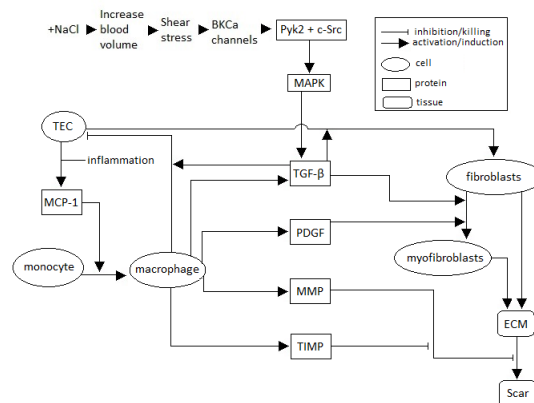 +NaCl
Increase
blood
volume
Shear
stress
BKCa
channels
Pyk2 + c-Src
inhibition/killing
activation/induction
cell
protein
tissue
MAPK
TEC
inflammation
TGF-β
fibroblasts
MCP-1
PDGF
monocyte
macrophage
myofibroblasts
MMP
ECM
TIMP
Scar